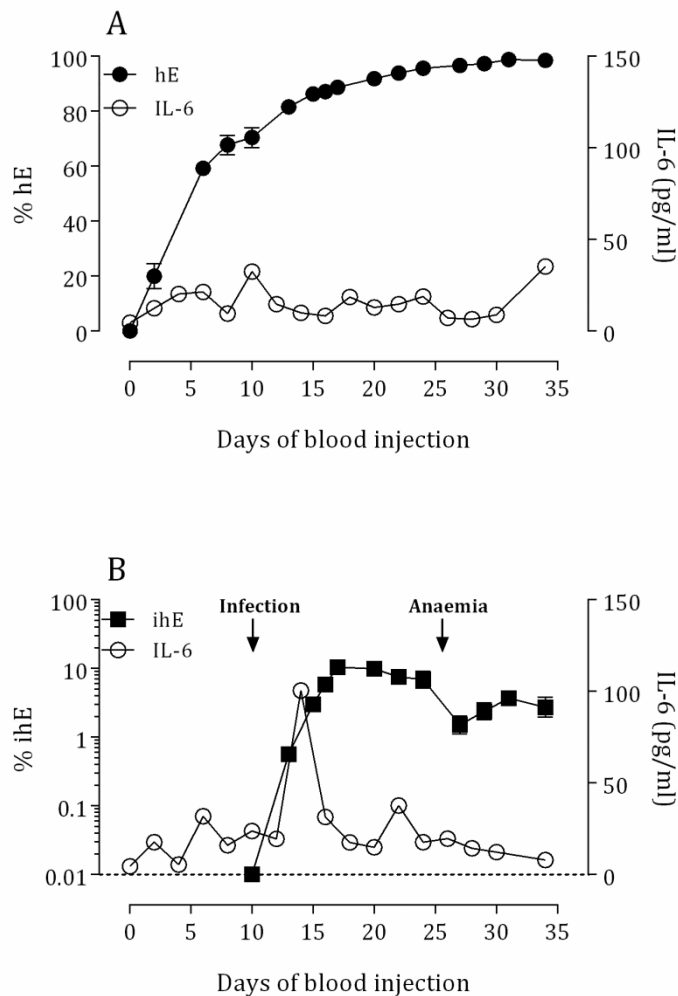 A
hE
IL-6
% hE
100
80
60
40
20
0
150
100
50
0
IL-6 (pg/ml)
0 5 10 15 20 25 30 35
Days of blood injection
B
Infection
Anaemia
ihE
IL-6
% ihE
100
10
1
0.1
0.01
150
100
50
0
IL-6 (pg/ml)
0 5 10 15 20 25 30 35
Days of blood injection